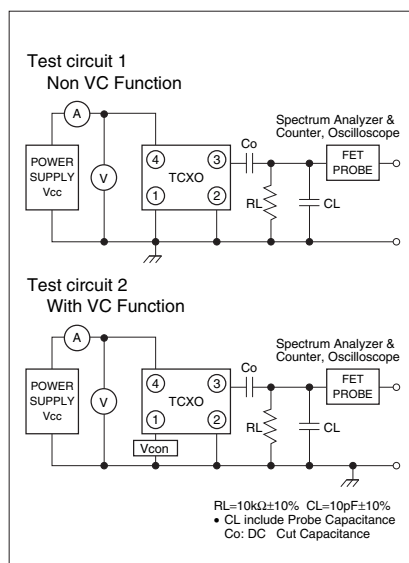 Test circuit 1
Non VC Function
A
POWER
SUPPLY
Vcc
V
4
3
TCXO
1
2
Co
RL
CL
Spectrum Analyzer &
Counter, Oscilloscope
FET
PROBE
Test circuit 2
With VC Function
A
POWER
SUPPLY
Vcc
V
4
3
TCXO
1
2
Vcon
Co
RL
CL
Spectrum Analyzer &
Counter, Oscilloscope
FET
PROBE
RL=10kΩ±10% CL=10pF±10%
• CL include Probe Capacitance
Co: DC Cut Capacitance